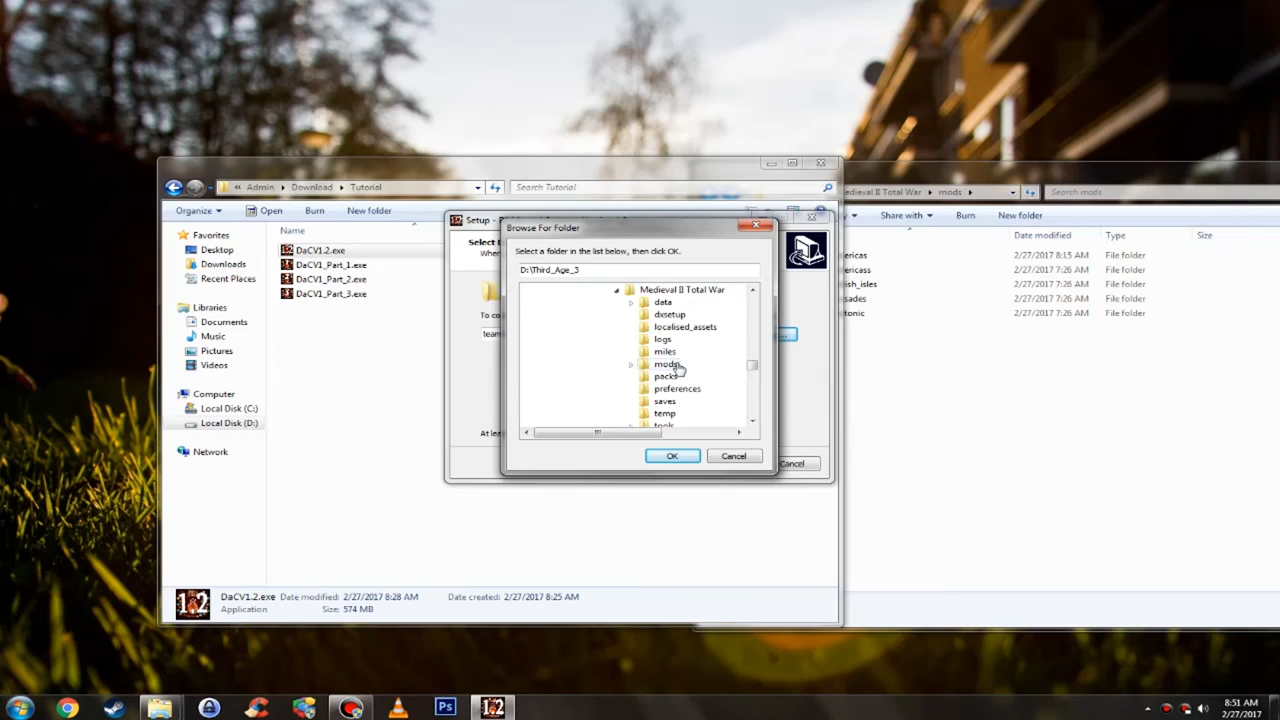 « Admin ▸ Download ▸ Tutorial
Search Tutorial
Organize
Open
Burn
New folder
Name
Favorites
Desktop
Downloads
Recent Places
Libraries
Documents
Music
Pictures
Videos
Computer
Local Disk (C:)
Local Disk (D:)
Network
DaCV1.2.exe
DaCV1_Part_1.exe
DaCV1_Part_2.exe
DaCV1_Part_3.exe
DaCV1.2.exe Date modified: 2/27/2017 8:28 AM Date created: 2/27/2017 8:25 AM
Application Size: 574 MB
Setup -
Select D
Whe
To co
team
At lea
Cancel
Browse For Folder
Select a folder in the list below, then click OK.
D:\Third_Age_3
Medieval II Total War
data
dxsetup
localised_assets
logs
miles
mods
packs
preferences
saves
temp
tools
OK Cancel
edieval II Total War ▸ mods ▸
Search mods
Share with
Burn
New folder
Date modified Type Size
ericas 2/27/2017 8:15 AM File folder
ericass 2/27/2017 7:26 AM File folder
ish_isles 2/27/2017 7:26 AM File folder
sades 2/27/2017 7:26 AM File folder
tonic 2/27/2017 7:26 AM File folder
Ps
1.2
8:51 AM
2/27/2017